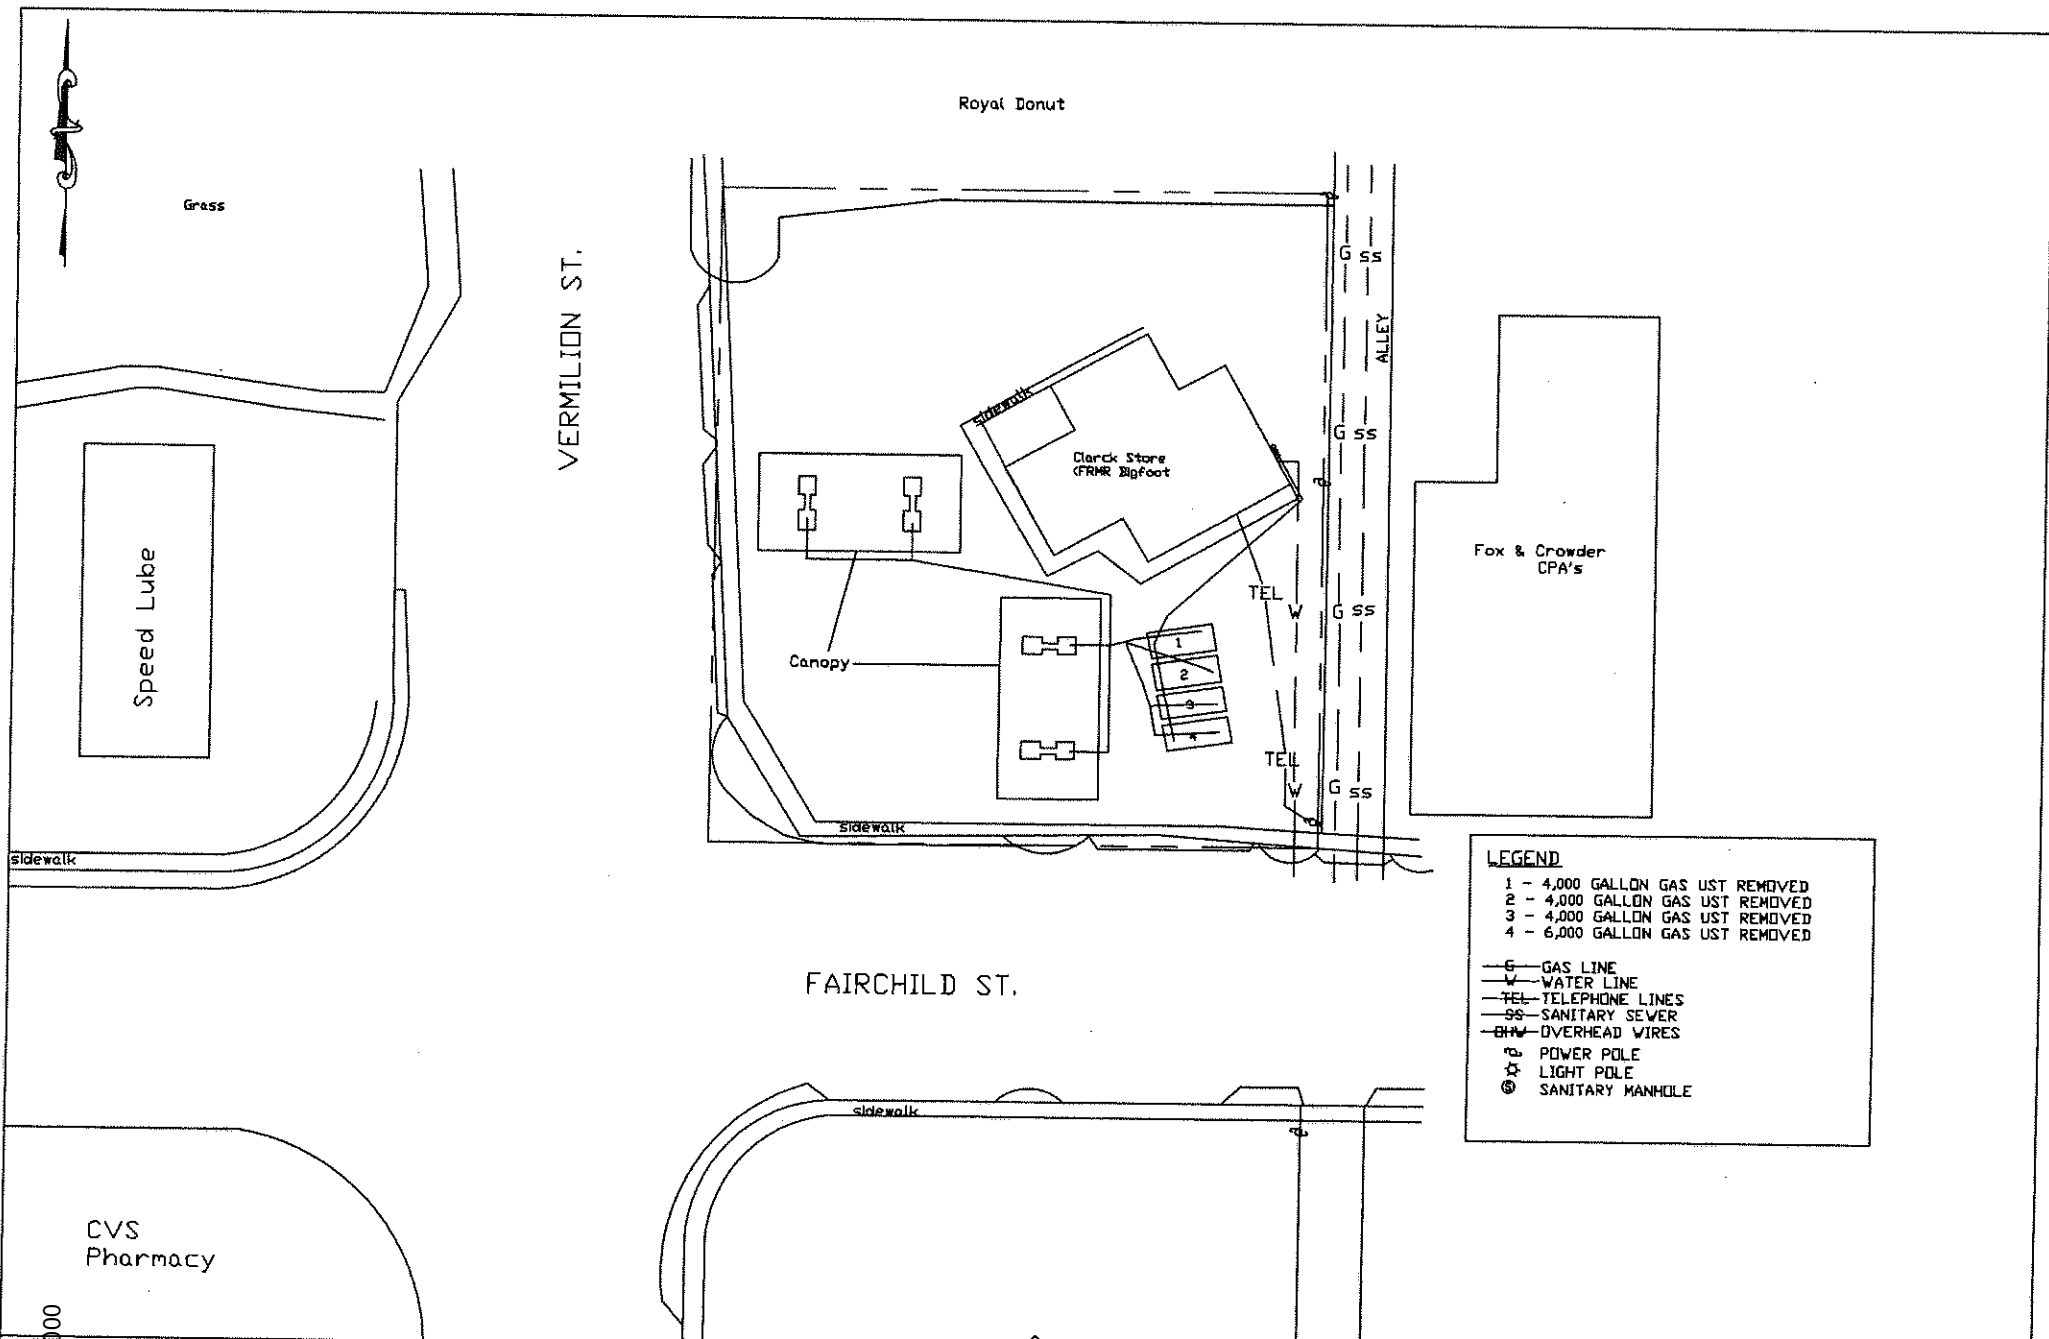 Royal Donut
Grass
VERMILION ST.
G SS
ALLEY
sidewalk
G SS
Clarck Store
(FRMR Bigfoot
Speed Lube
Fox & Crowder
CPA's
TEL
W
G SS
1
Canopy
2
3
4
TEL
W
G SS
sidewalk
sidewalk
LEGEND
1 - 4,000 GALLON GAS UST REMOVED
2 - 4,000 GALLON GAS UST REMOVED
3 - 4,000 GALLON GAS UST REMOVED
4 - 6,000 GALLON GAS UST REMOVED
G GAS LINE
W WATER LINE
TEL TELEPHONE LINES
SS SANITARY SEWER
OHW OVERHEAD WIRES
POWER POLE
LIGHT POLE
S SANITARY MANHOLE
FAIRCHILD ST.
sidewalk
CVS
Pharmacy